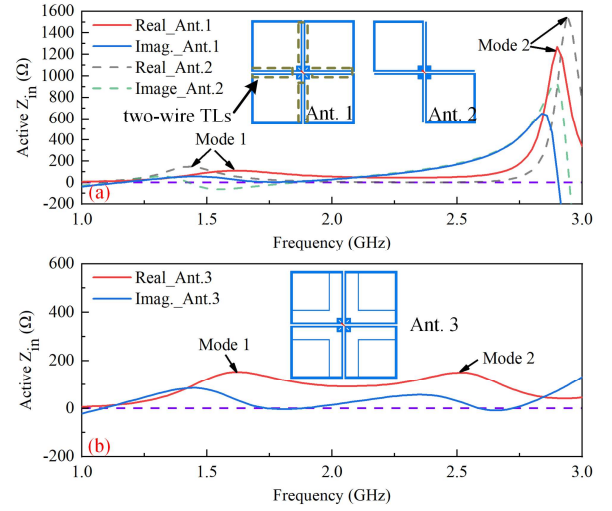 1600
1400
1200
1000
800
600
400
200
0
-200
Active Z_in (Ω)
Real_Ant.1
Imag._Ant.1
Real_Ant.2
Image_Ant.2
Mode 2
Ant. 1
Ant. 2
two-wire TLs
Mode 1
(a)
1.0 1.5 2.0 2.5 3.0
Frequency (GHz)
600
400
200
0
-200
Active Z_in (Ω)
Real_Ant.3
Imag._Ant.3
Ant. 3
Mode 1
Mode 2
(b)
1.0 1.5 2.0 2.5 3.0
Frequency (GHz)